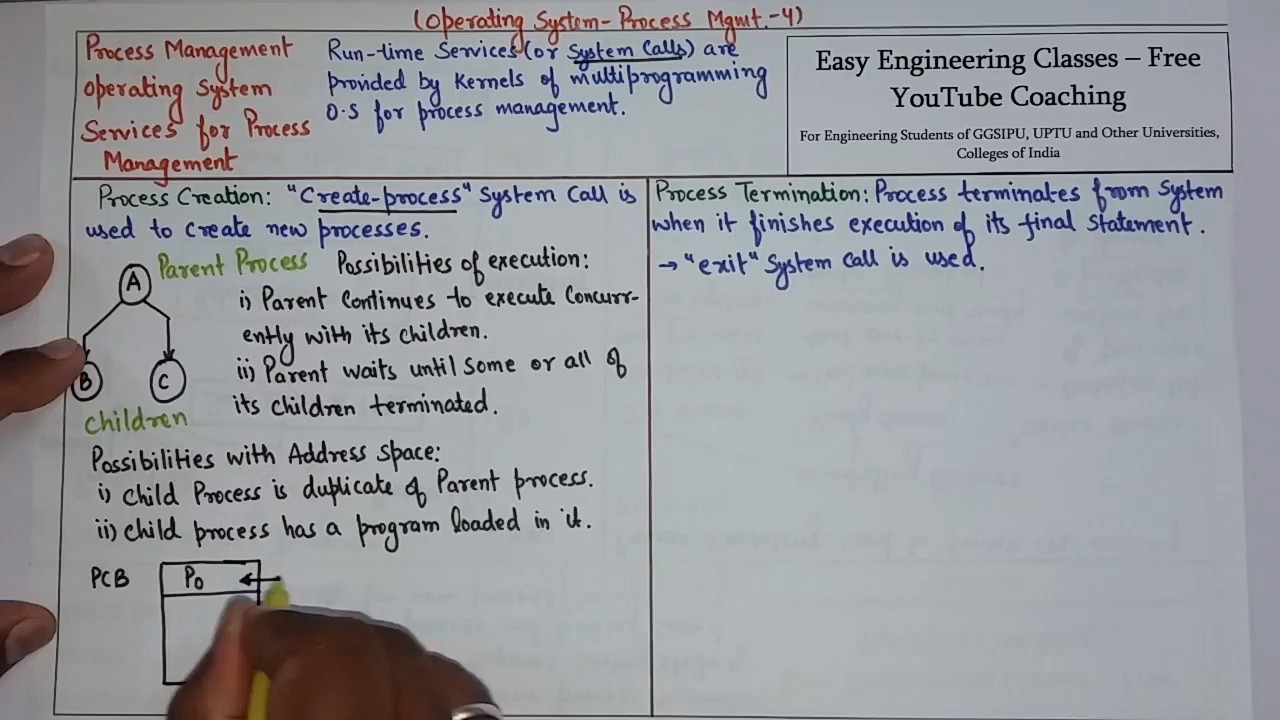 (Operating System- Process Mgmt.-4)
Process Management
Operating System
Services for Process
Management
Run-time Services (or System Calls) are
provided by Kernels of multiprogramming
O.S for process management.
Easy Engineering Classes – Free
YouTube Coaching
For Engineering Students of GGSIPU, UPTU and Other Universities,
Colleges of India
Process Creation: "Create-process" System Call is
used to create new processes.
A Parent Process
B C
Children
Possibilities of execution:
i) Parent Continues to execute Concurr-
ently with its children.
ii) Parent waits until some or all of
its children terminated.
Possibilities with Address space:
i) Child Process is duplicate of Parent process.
ii) Child process has a program loaded in it.
PCB P0
Process Termination: Process terminates from System
when it finishes execution of its final statement.
→ "exit" System call is used.